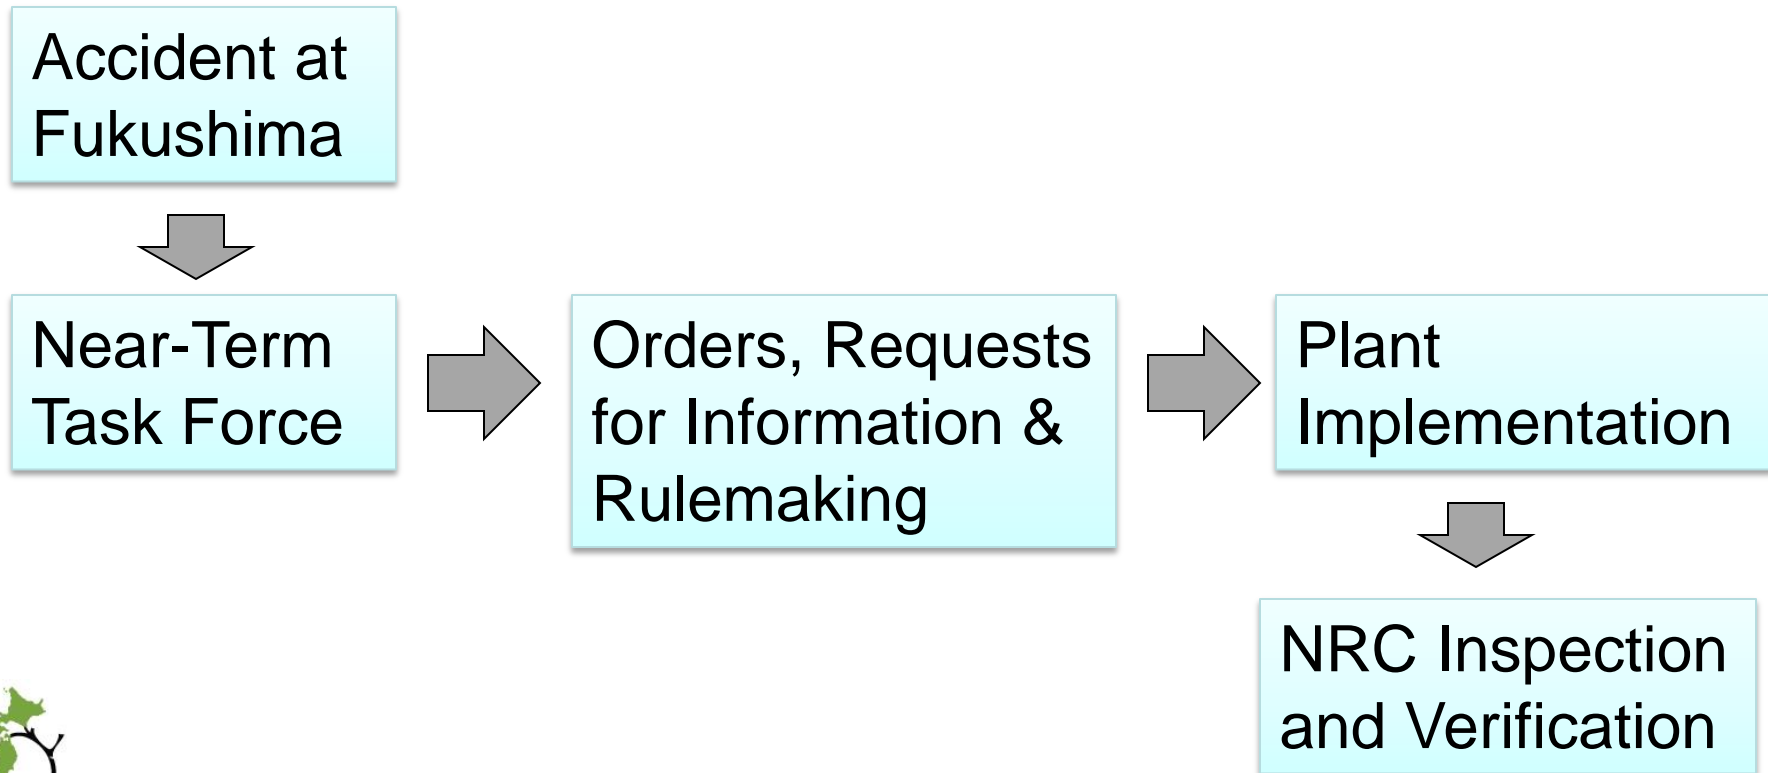 Accident at
Fukushima
Near-Term
Task Force
Orders, Requests
for Information &
Rulemaking
Plant
Implementation
NRC Inspection
and Verification